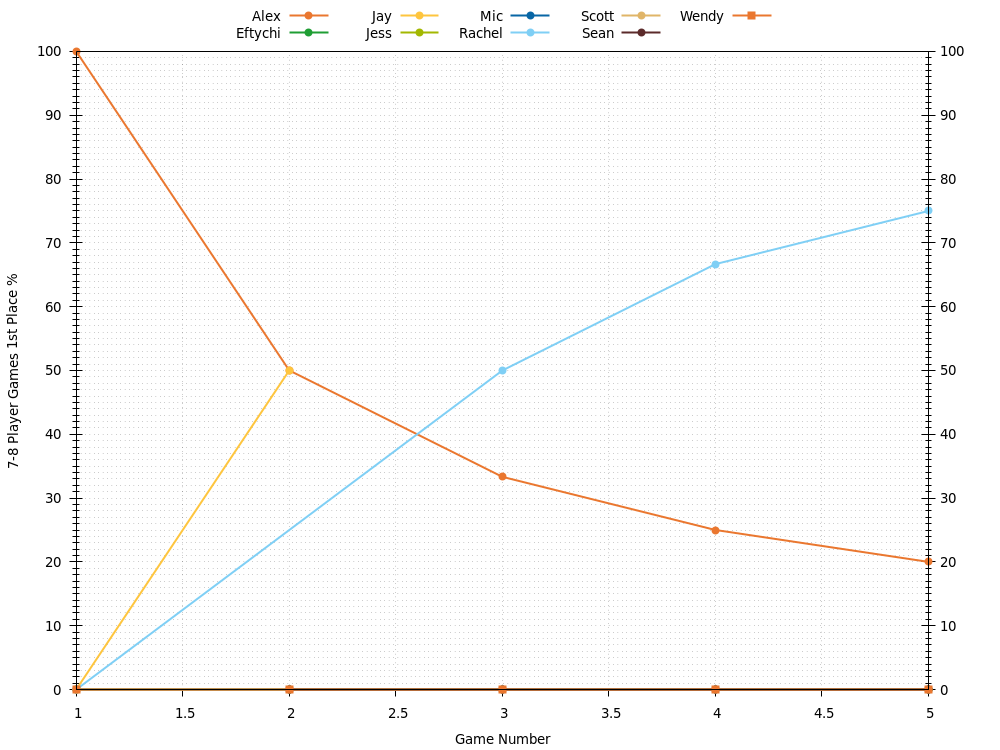 Alex Jay Mic Scott Wendy
Eftychi Jess Rachel Sean
100 100
90 90
80 80
70 70
60 60
50 50
40 40
30 30
20 20
10 10
0 0
7-8 Player Games 1st Place %
1 1.5 2 2.5 3 3.5 4 4.5 5
Game Number